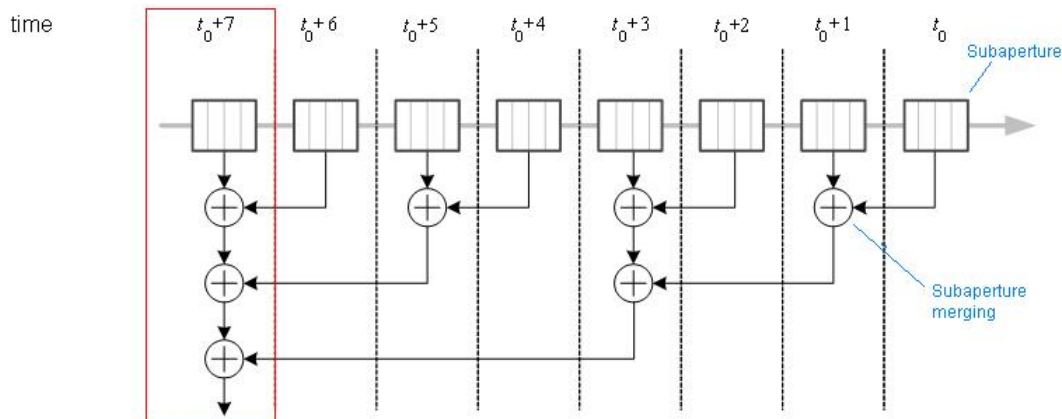 time
t₀+7
t₀+6
t₀+5
t₀+4
t₀+3
t₀+2
t₀+1
t₀
Subaperture
Subaperture
merging